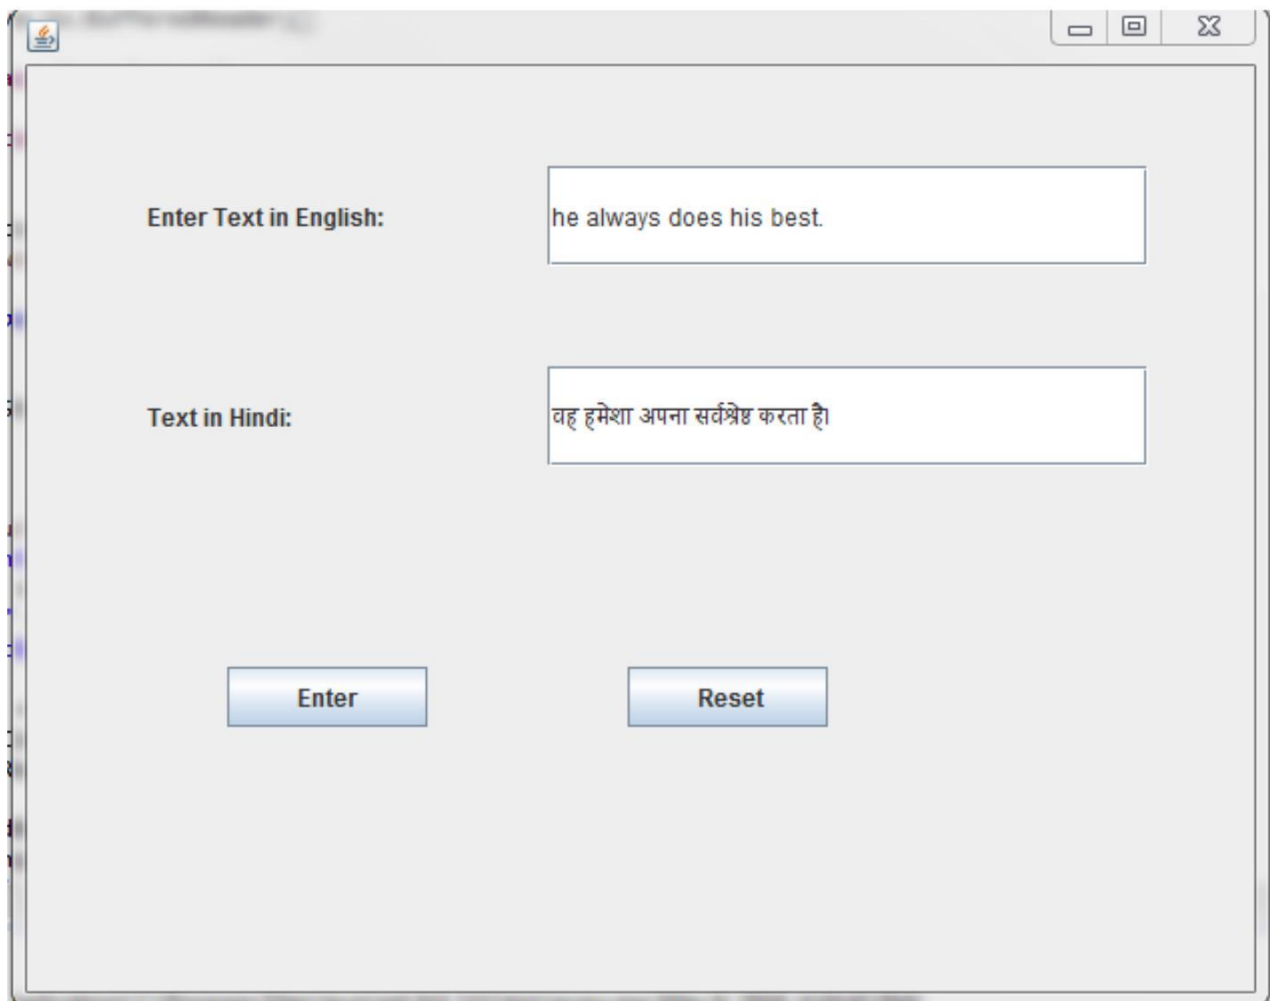 Enter Text in English:
he always does his best.
Text in Hindi:
वह हमेशा अपना सर्वश्रेष्ठ करता है।
Enter
Reset